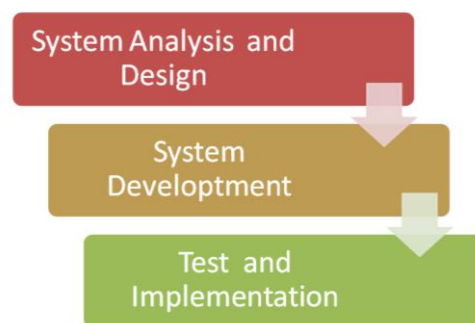 System Analysis and
Design
System
Developtment
Test and
Implementation